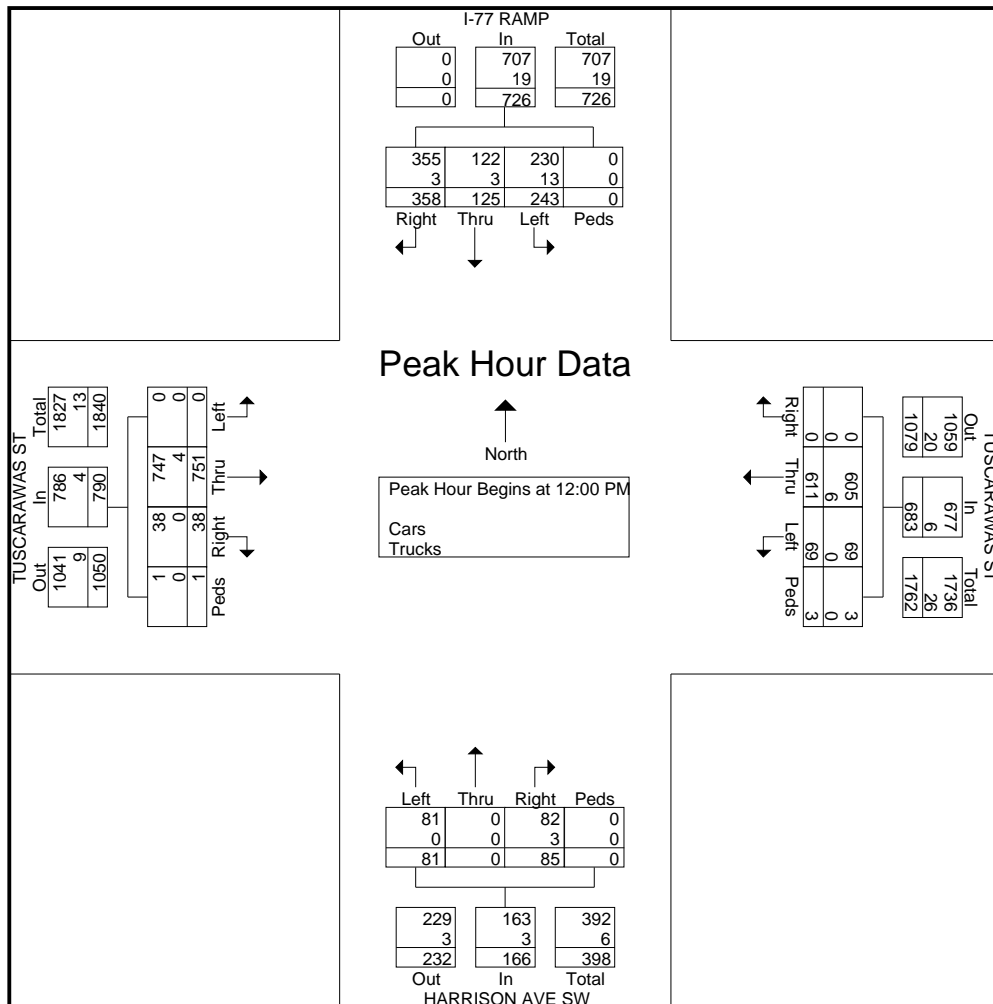 I-77 RAMP
Out In Total
0 707 707
0 19 19
0 726 726
355 122 230 0
3 3 13 0
358 125 243 0
Right Thru Left Peds
Peak Hour Data
North
Peak Hour Begins at 12:00 PM
Cars
Trucks
TUSCARAWAS ST
Total In Out
1827 786 1041
13 4 9
1840 790 1050
0 747 38 1
0 4 0 0
0 751 38 1
Left Thru Right Peds
TUSCARAWAS ST
Out In Total
1059 677 1736
20 6 26
1079 683 1762
0 605 69 3
0 6 0 0
0 611 69 3
Right Thru Left Peds
Left Thru Right Peds
81 0 82 0
0 0 3 0
81 0 85 0
229 163 392
3 3 6
232 166 398
Out In Total
HARRISON AVE SW